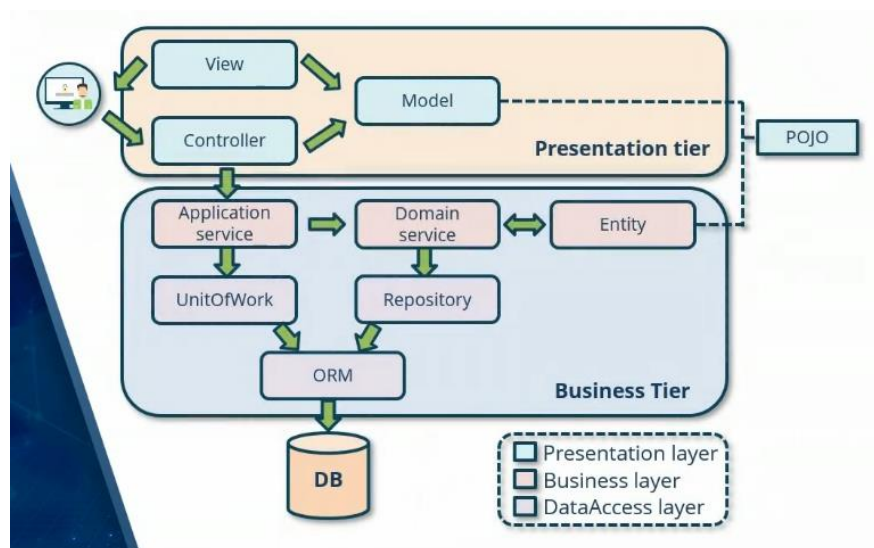 View
Model
Controller
Presentation tier
POJO
Application
service
Domain
service
Entity
UnitOfWork
Repository
ORM
Business Tier
DB
Presentation layer
Business layer
DataAccess layer